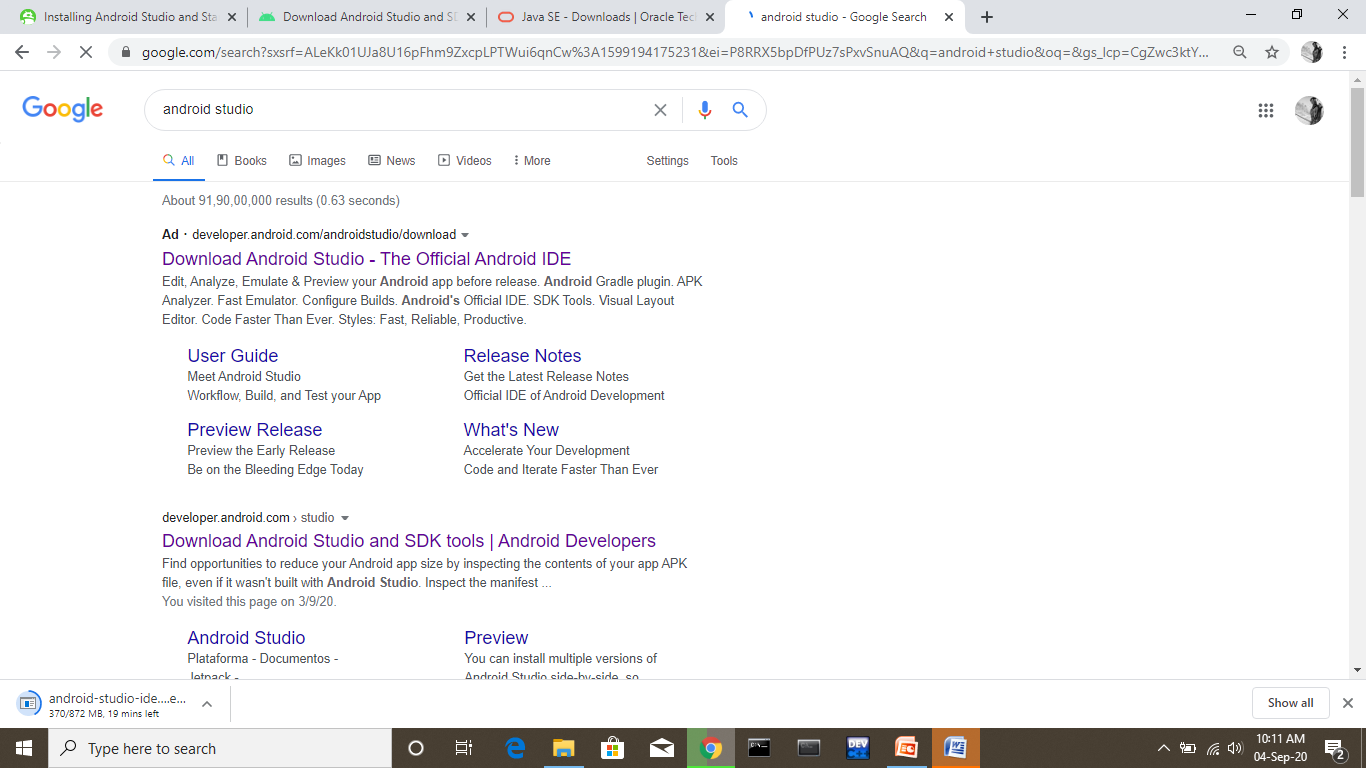 Installing Android Studio and Sta
Download Android Studio and SD
Java SE - Downloads | Oracle Tec
android studio - Google Search
google.com/search?sxsrf=ALeKk01UJa8U16pFhm9ZxcpLPTWui6qnCw%3A1599194175231&ei=P8RRX5bpDfPUz7sPxvSnuAQ&q=android+studio&oq=&gs_lcp=CgZwc3ktY...
Google
android studio
All Books Images News Videos More Settings Tools
About 91,90,00,000 results (0.63 seconds)
Ad · developer.android.com/androidstudio/download
Download Android Studio - The Official Android IDE
Edit, Analyze, Emulate & Preview your Android app before release. Android Gradle plugin. APK
Analyzer. Fast Emulator. Configure Builds. Android's Official IDE. SDK Tools. Visual Layout
Editor. Code Faster Than Ever. Styles: Fast, Reliable, Productive.
User Guide
Meet Android Studio
Workflow, Build, and Test your App
Release Notes
Get the Latest Release Notes
Official IDE of Android Development
Preview Release
Preview the Early Release
Be on the Bleeding Edge Today
What's New
Accelerate Your Development
Code and Iterate Faster Than Ever
developer.android.com › studio
Download Android Studio and SDK tools | Android Developers
Find opportunities to reduce your Android app size by inspecting the contents of your app APK
file, even if it wasn't built with Android Studio. Inspect the manifest ...
You visited this page on 3/9/20.
Android Studio
Plataforma - Documentos -
Jetpack -
Preview
You can install multiple versions of
Android Studio side-by-side, so
android-studio-ide....e...
370/872 MB, 19 mins left
Show all
Type here to search
DEV
10:11 AM
04-Sep-20
2